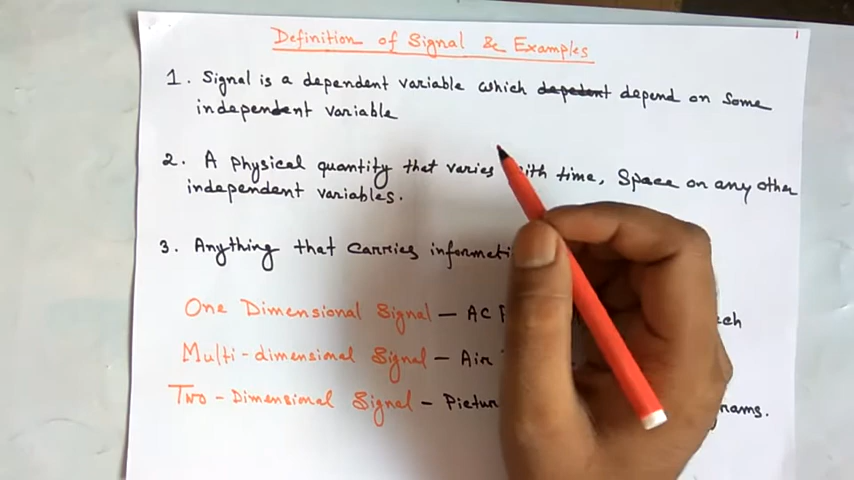 1
Definition of Signal & Examples
1. Signal is a dependent variable which depedent depend on Some
independent variable
2. A physical quantity that varies with time, Space or any other
independent variables.
3. Anything that carries informati
One Dimensional Signal — AC
Multi-dimensional Signal — Air
Two-Dimensional Signal — Pictur